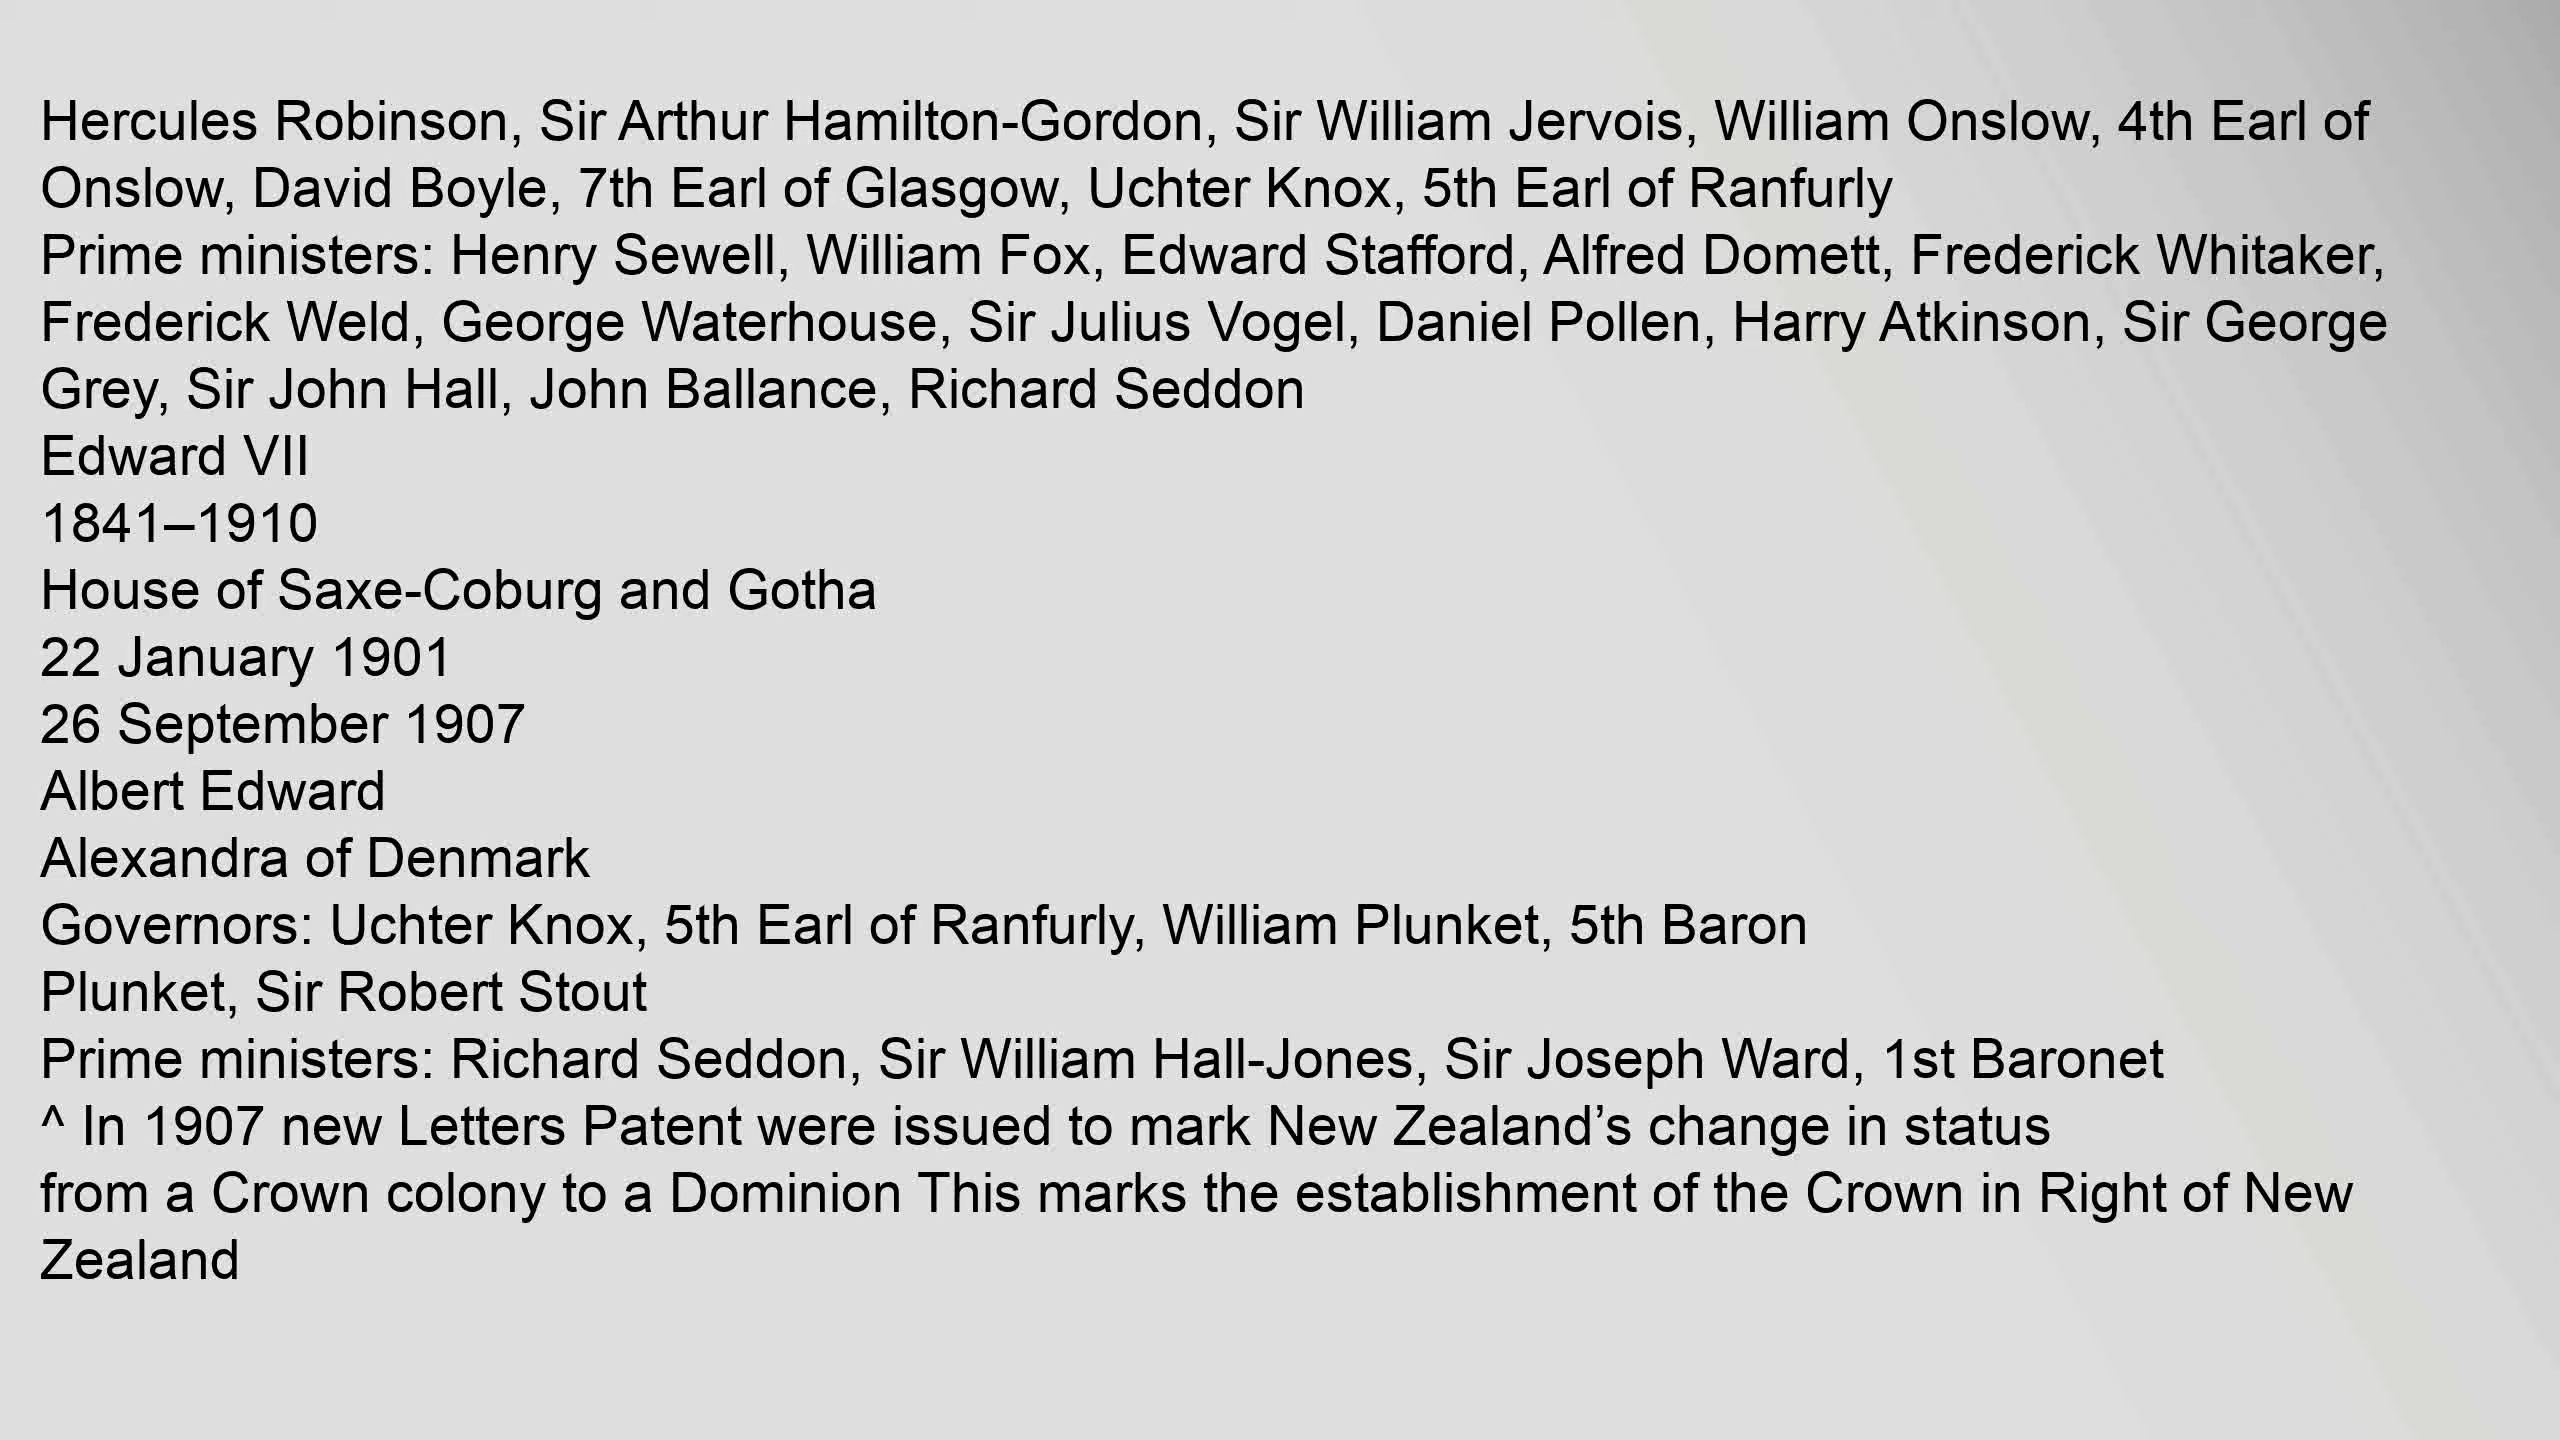 Hercules Robinson, Sir Arthur Hamilton-Gordon, Sir William Jervois, William Onslow, 4th Earl of
Onslow, David Boyle, 7th Earl of Glasgow, Uchter Knox, 5th Earl of Ranfurly
Prime ministers: Henry Sewell, William Fox, Edward Stafford, Alfred Domett, Frederick Whitaker,
Frederick Weld, George Waterhouse, Sir Julius Vogel, Daniel Pollen, Harry Atkinson, Sir George
Grey, Sir John Hall, John Ballance, Richard Seddon
Edward VII
1841–1910
House of Saxe-Coburg and Gotha
22 January 1901
26 September 1907
Albert Edward
Alexandra of Denmark
Governors: Uchter Knox, 5th Earl of Ranfurly, William Plunket, 5th Baron
Plunket, Sir Robert Stout
Prime ministers: Richard Seddon, Sir William Hall-Jones, Sir Joseph Ward, 1st Baronet
^ In 1907 new Letters Patent were issued to mark New Zealand’s change in status
from a Crown colony to a Dominion This marks the establishment of the Crown in Right of New
Zealand